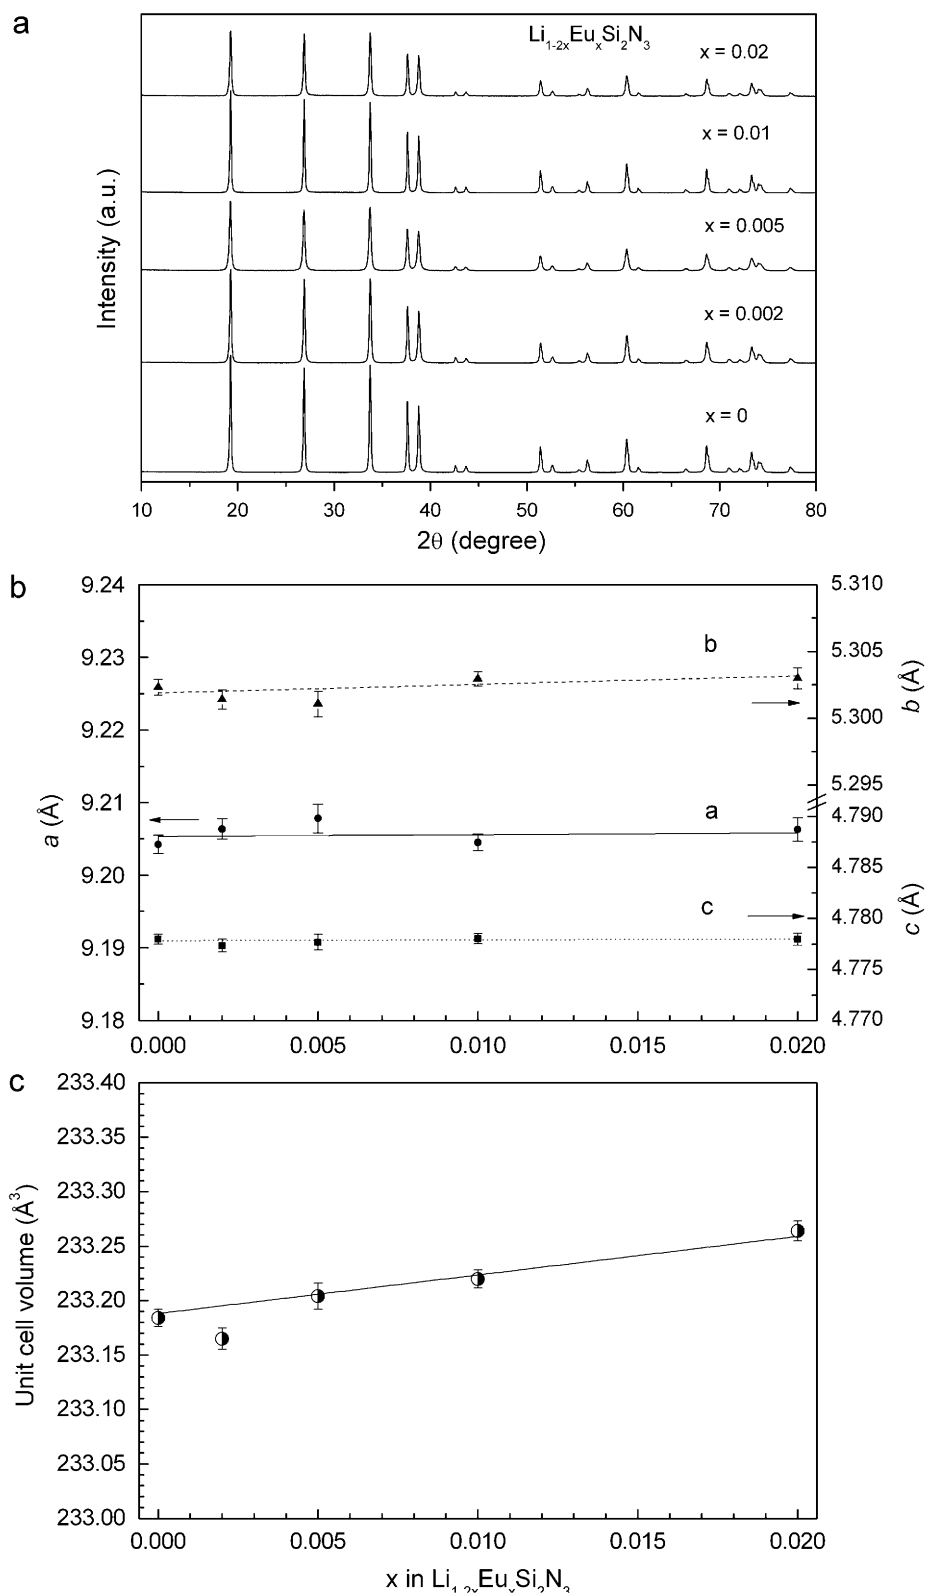 a
Li1-2xEuxSi2N3
x = 0.02
x = 0.01
x = 0.005
x = 0.002
x = 0
Intensity (a.u.)
10 20 30 40 50 60 70 80
2θ (degree)
b
9.24
9.23
9.22
9.21
9.20
9.19
9.18
a (Å)
5.310
5.305
5.300
5.295
b (Å)
4.790
4.785
4.780
4.775
4.770
c (Å)
b
a
c
0.000 0.005 0.010 0.015 0.020
c
233.40
233.35
233.30
233.25
233.20
233.15
233.10
233.05
233.00
Unit cell volume (Å3)
0.000 0.005 0.010 0.015 0.020
x in Li1-2xEuxSi2N3